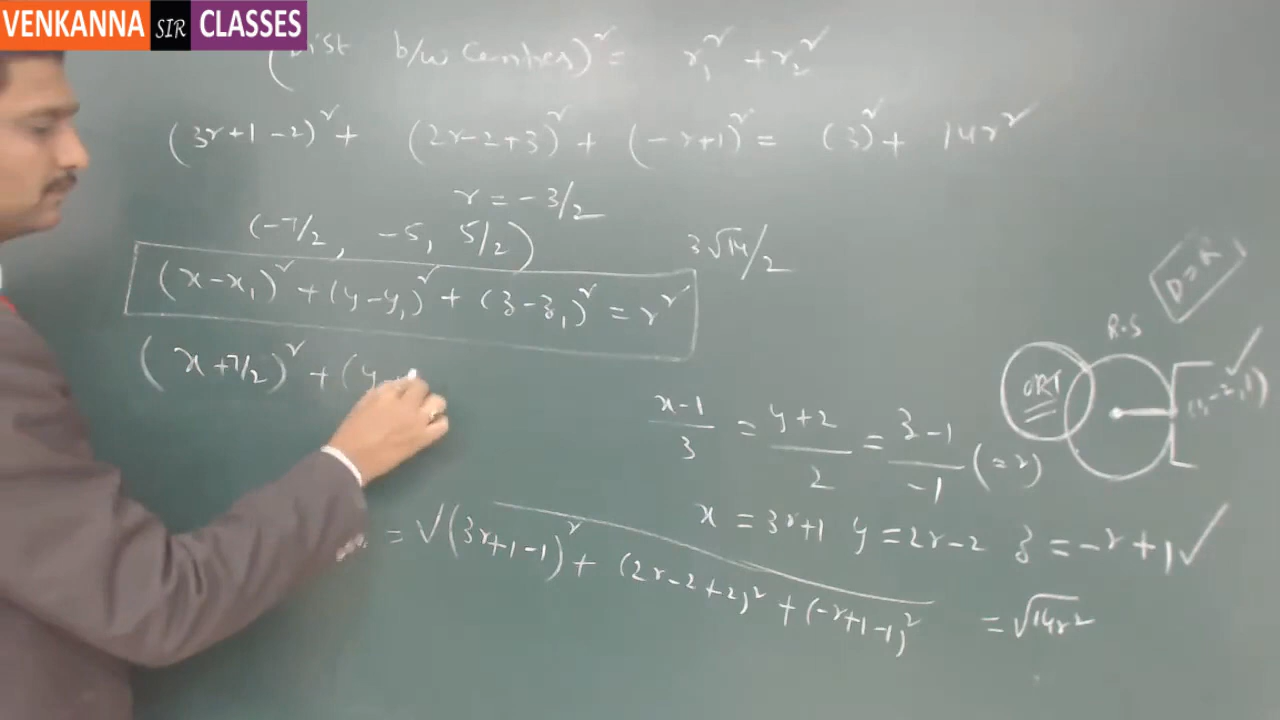 VENKANNA SIR CLASSES
(Dist b/w Centres)² = r₁² + r₂²
(3r+1-2)² + (2r-2+3)² + (-r+1)² = (3)² + 14r²
r = -3/2
(-7/2, -5, 5/2)
3√14/2
(x-x₁)² + (y-y₁)² + (z-z₁)² = r²
(x+7/2)² + (y
D=R
R.S
ORT
x-1/3 = y+2/2 = z-1/-1 (=r)
x = 3r+1 y = 2r-2 z = -r+1
= √(3r+1-1)² + (2r-2+2)² + (-r+1-1)² = √14r²